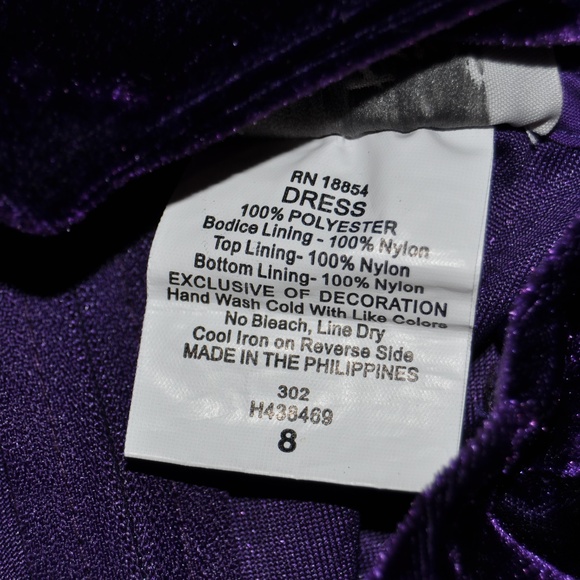 RN 18854
DRESS
100% POLYESTER
Bodice Lining - 100% Nylon
Top Lining- 100% Nylon
Bottom Lining- 100% Nylon
EXCLUSIVE OF DECORATION
Hand Wash Cold With Like Colors
No Bleach, Line Dry
Cool Iron on Reverse Side
MADE IN THE PHILIPPINES
302
H438469
8